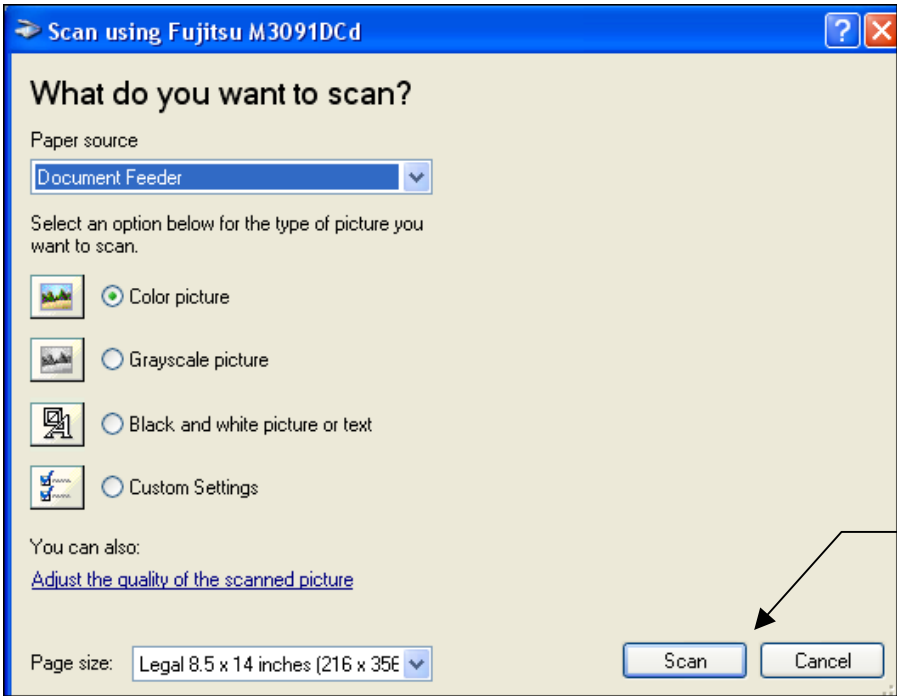 Scan using Fujitsu M3091DCd
What do you want to scan?
Paper source
Document Feeder
Select an option below for the type of picture you
want to scan.
Color picture
Grayscale picture
Black and white picture or text
Custom Settings
You can also:
Adjust the quality of the scanned picture
Page size: Legal 8.5 x 14 inches (216 x 356
Scan Cancel